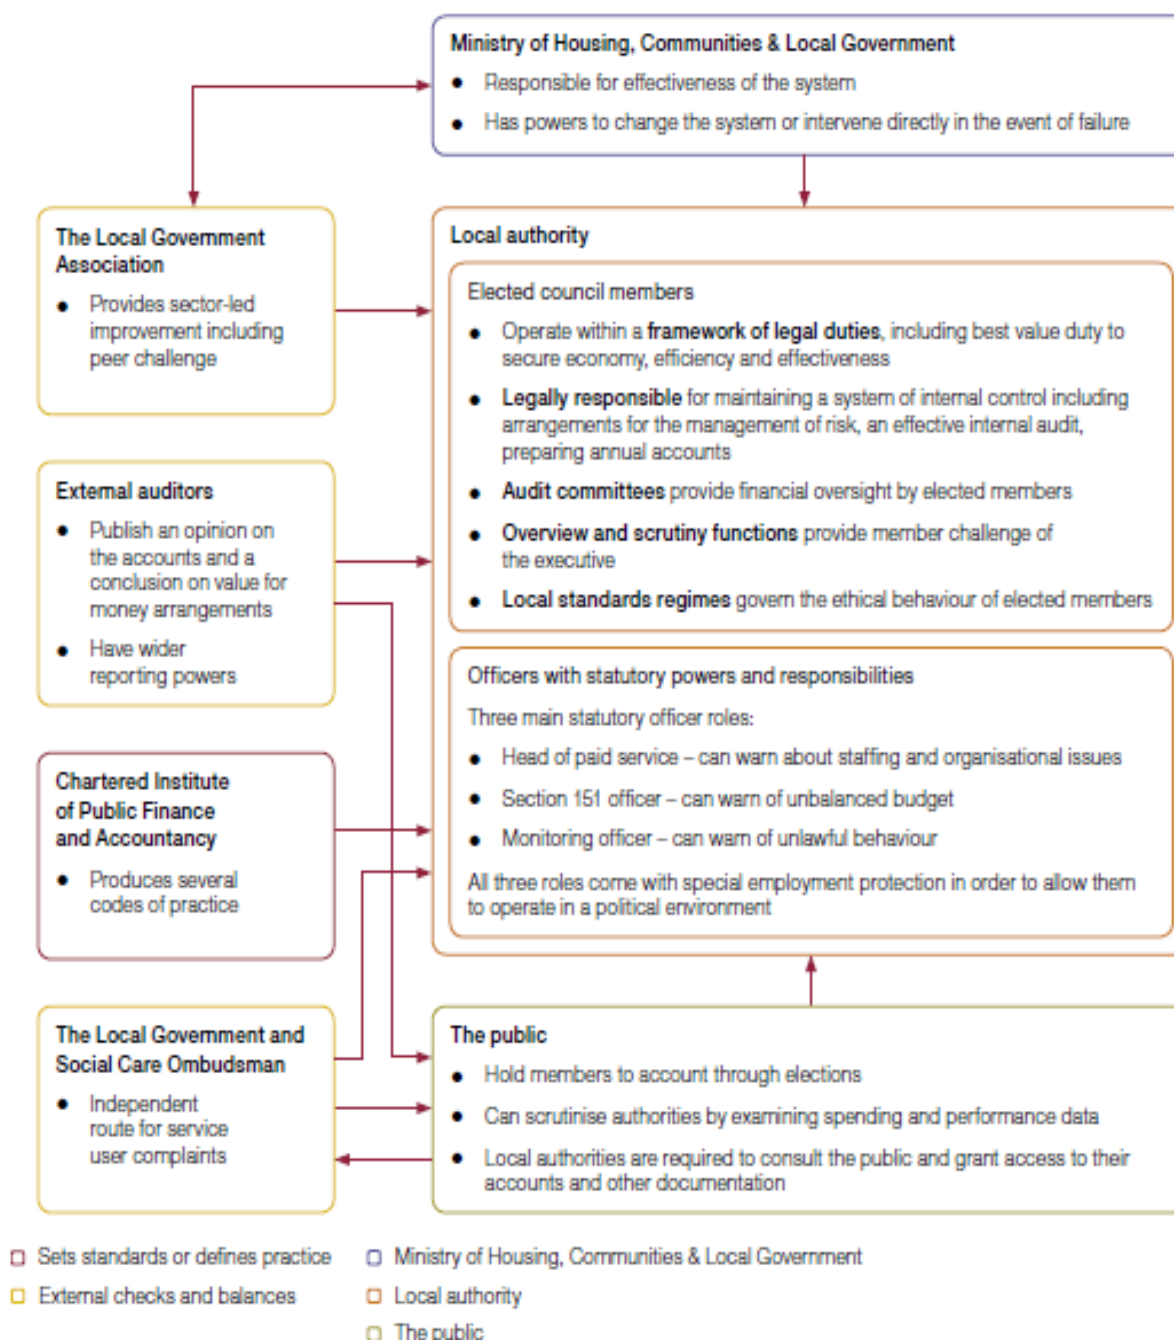 Ministry of Housing, Communities & Local Government
● Responsible for effectiveness of the system
● Has powers to change the system or intervene directly in the event of failure
The Local Government
Association
● Provides sector-led
improvement including
peer challenge
External auditors
● Publish an opinion on
the accounts and a
conclusion on value for
money arrangements
● Have wider
reporting powers
Chartered Institute
of Public Finance
and Accountancy
● Produces several
codes of practice
The Local Government and
Social Care Ombudsman
● Independent
route for service
user complaints
Local authority
Elected council members
● Operate within a framework of legal duties, including best value duty to
secure economy, efficiency and effectiveness
● Legally responsible for maintaining a system of internal control including
arrangements for the management of risk, an effective internal audit,
preparing annual accounts
● Audit committees provide financial oversight by elected members
● Overview and scrutiny functions provide member challenge of
the executive
● Local standards regimes govern the ethical behaviour of elected members
Officers with statutory powers and responsibilities
Three main statutory officer roles:
● Head of paid service – can warn about staffing and organisational issues
● Section 151 officer – can warn of unbalanced budget
● Monitoring officer – can warn of unlawful behaviour
All three roles come with special employment protection in order to allow them
to operate in a political environment
The public
● Hold members to account through elections
● Can scrutinise authorities by examining spending and performance data
● Local authorities are required to consult the public and grant access to their
accounts and other documentation
Sets standards or defines practice
External checks and balances
Ministry of Housing, Communities & Local Government
Local authority
The public